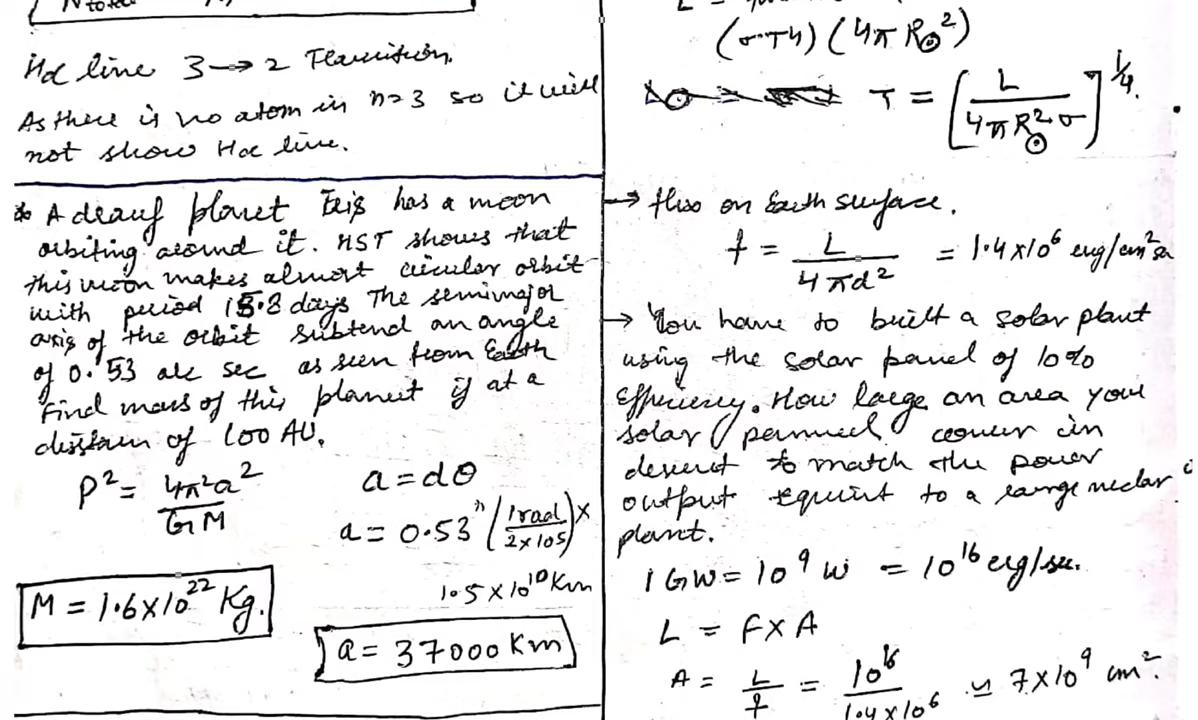 Hα line 3 → 2 Transition.
As there is no atom in n=3 so it will
not show Hα line.
* A dwarf planet Eris has a moon
orbiting around it. HST shows that
this moon makes almost circular orbit
with period 15.8 days The semimajor
axis of the orbit subtend an angle
of 0.53 arc sec as seen from Earth
Find mass of this planet if at a
distan of 100 AU.
P² = 4π²a² / GM
a = dθ
a = 0.53" (1 rad / 2×10⁵) ×
1.5×10¹⁰ Km
M = 1.6×10²² Kg.
a = 37000 Km
(σT4) (4π R☉²)
T = [L / 4πR☉²σ]^1/4.
→ flux on Earth surface.
f = L / 4πd² = 1.4×10⁶ erg/cm²
→ You have to built a solar plant
using the solar panel of 10%
efficiency. How large an area your
solar cover in
desert to match the power
output to a large
plant.
1 GW = 10⁹ W = 10¹⁶ erg/sec.
L = F×A
A = L / f = 10¹⁶ / 1.4×10⁶ ≃ 7×10⁹ cm².